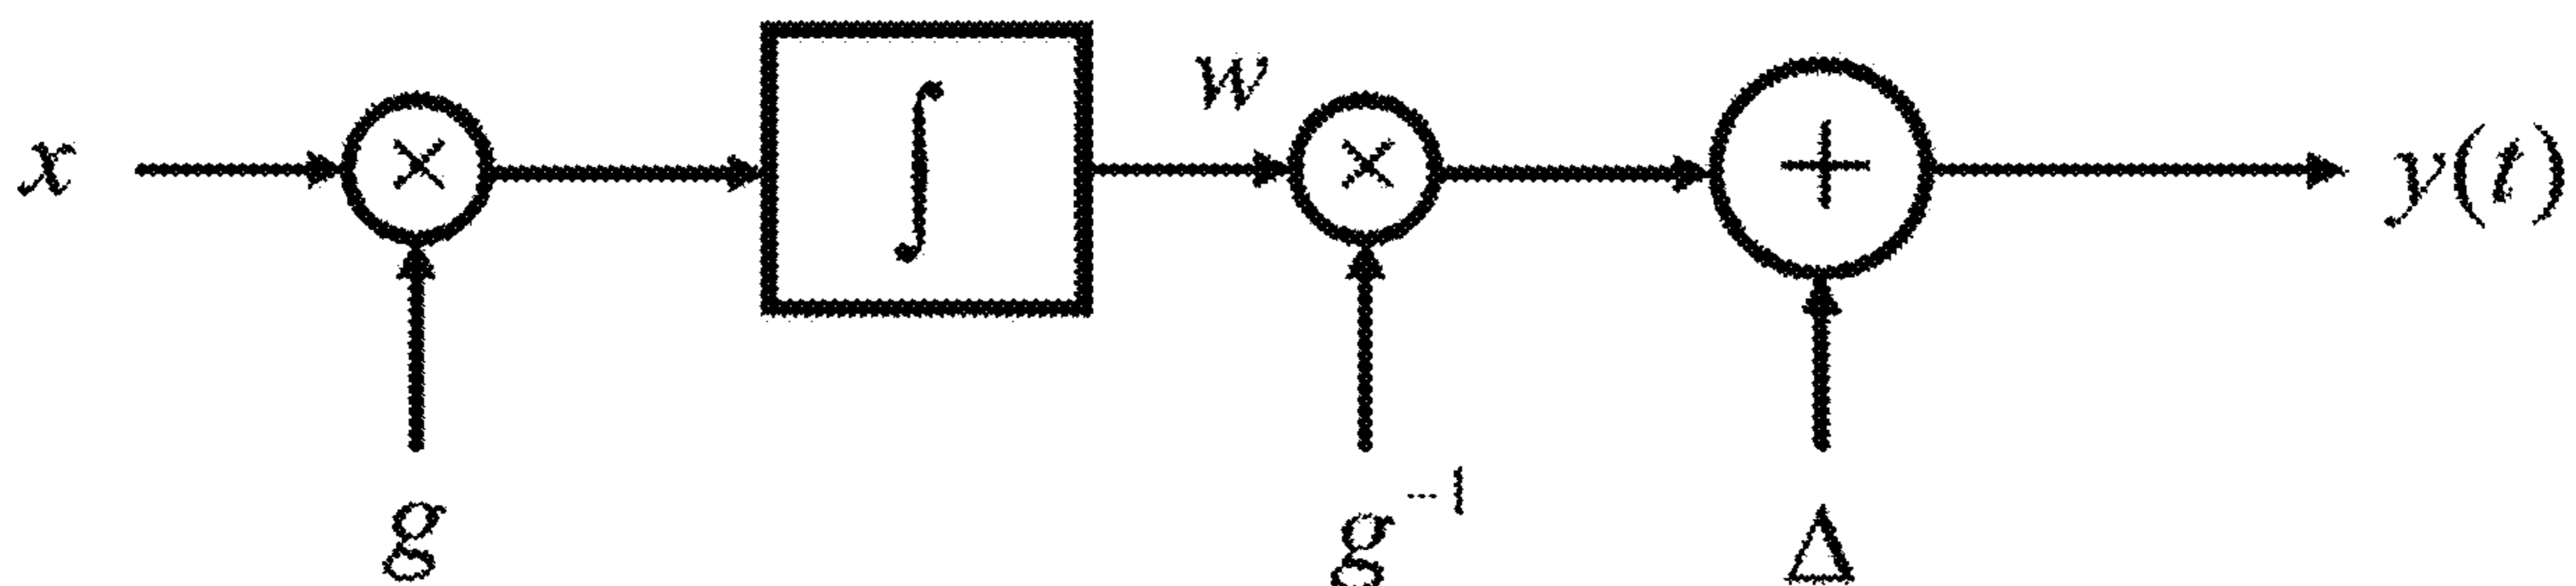 x × ∫ w × + y(t)
g g⁻¹ Δ